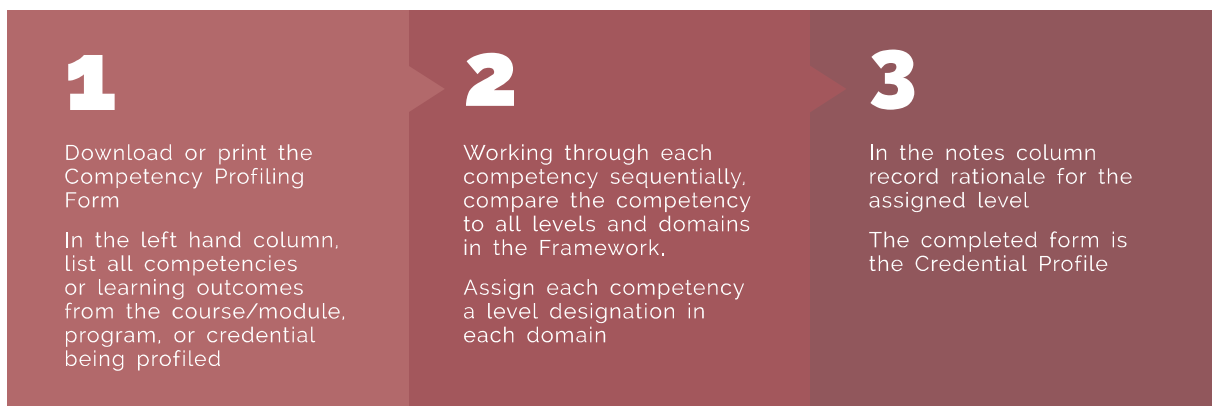 1
Download or print the
Competency Profiling
Form
In the left hand column,
list all competencies
or learning outcomes
from the course/module,
program, or credential
being profiled
2
Working through each
competency sequentially,
compare the competency
to all levels and domains
in the Framework.
Assign each competency
a level designation in
each domain
3
In the notes column
record rationale for the
assigned level
The completed form is
the Credential Profile